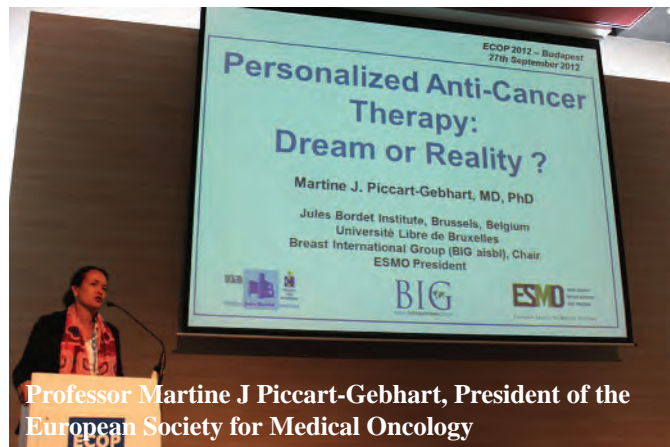 ECOP 2012 – Budapest
27th September 2012
Personalized Anti-Cancer
Therapy:
Dream or Reality ?
Martine J. Piccart-Gebhart, MD, PhD
Jules Bordet Institute, Brussels, Belgium
Université Libre de Bruxelles
Breast International Group (BIG aisbl), Chair
ESMO President
BIG
ESMO
Professor Martine J Piccart-Gebhart, President of the
European Society for Medical Oncology
ECOP